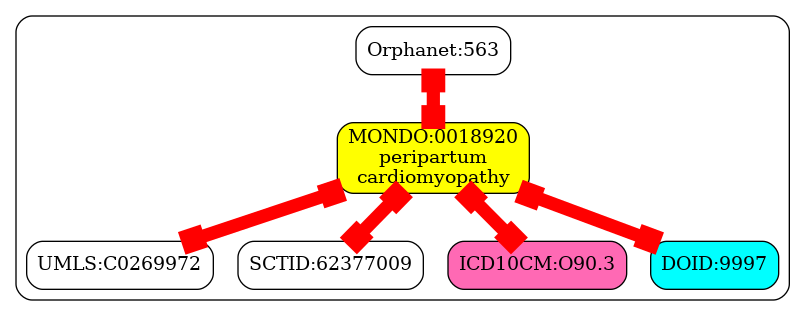 Orphanet:563
MONDO:0018920
peripartum
cardiomyopathy
UMLS:C0269972
SCTID:62377009
ICD10CM:O90.3
DOID:9997